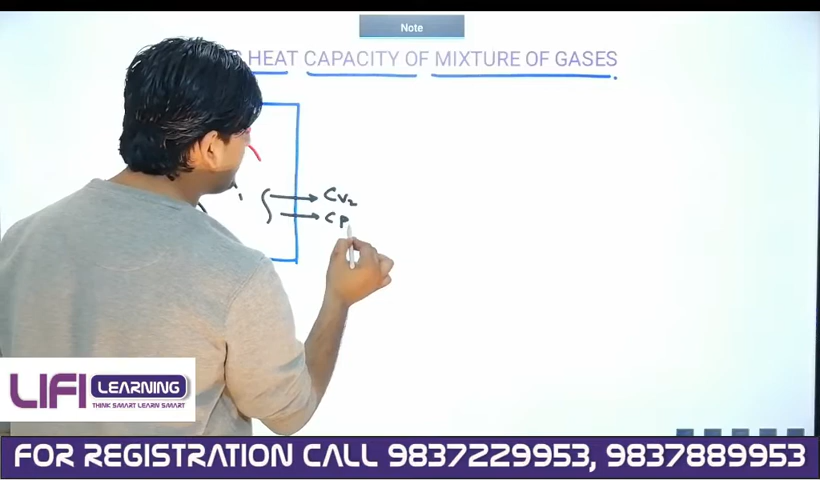 Note
HEAT CAPACITY OF MIXTURE OF GASES
Cv₂
Cp
LIFI LEARNING
THINK SMART LEARN SMART
FOR REGISTRATION CALL 9837229953, 9837889953